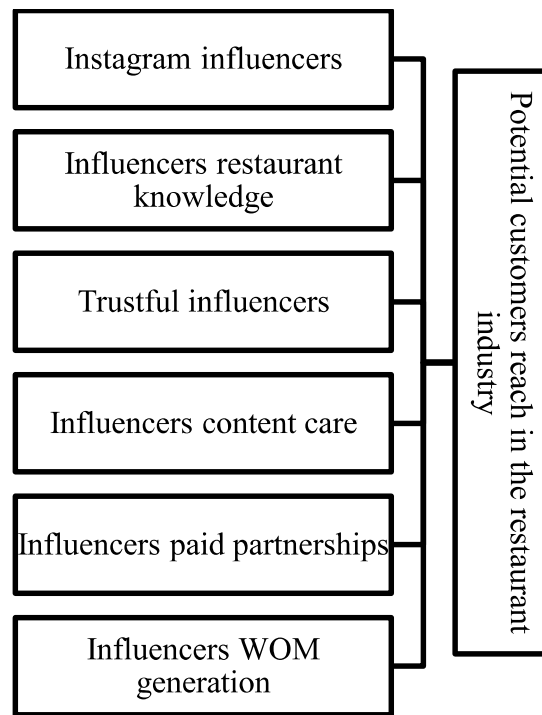 Instagram influencers
Influencers restaurant
knowledge
Trustful influencers
Influencers content care
Influencers paid partnerships
Influencers WOM
generation
Potential customers reach in the restaurant
industry